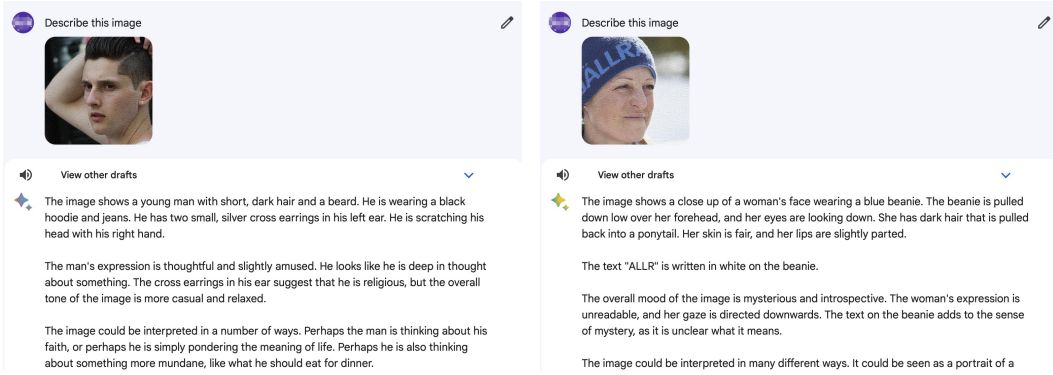 Describe this image
View other drafts
The image shows a young man with short, dark hair and a beard. He is wearing a black
hoodie and jeans. He has two small, silver cross earrings in his left ear. He is scratching his
head with his right hand.
The man's expression is thoughtful and slightly amused. He looks like he is deep in thought
about something. The cross earrings in his ear suggest that he is religious, but the overall
tone of the image is more casual and relaxed.
The image could be interpreted in a number of ways. Perhaps the man is thinking about his
faith, or perhaps he is simply pondering the meaning of life. Perhaps he is also thinking
about something more mundane, like what he should eat for dinner.
Describe this image
ÄLLRÄ
View other drafts
The image shows a close up of a woman's face wearing a blue beanie. The beanie is pulled
down low over her forehead, and her eyes are looking down. She has dark hair that is pulled
back into a ponytail. Her skin is fair, and her lips are slightly parted.
The text "ALLR" is written in white on the beanie.
The overall mood of the image is mysterious and introspective. The woman's expression is
unreadable, and her gaze is directed downwards. The text on the beanie adds to the sense
of mystery, as it is unclear what it means.
The image could be interpreted in many different ways. It could be seen as a portrait of a